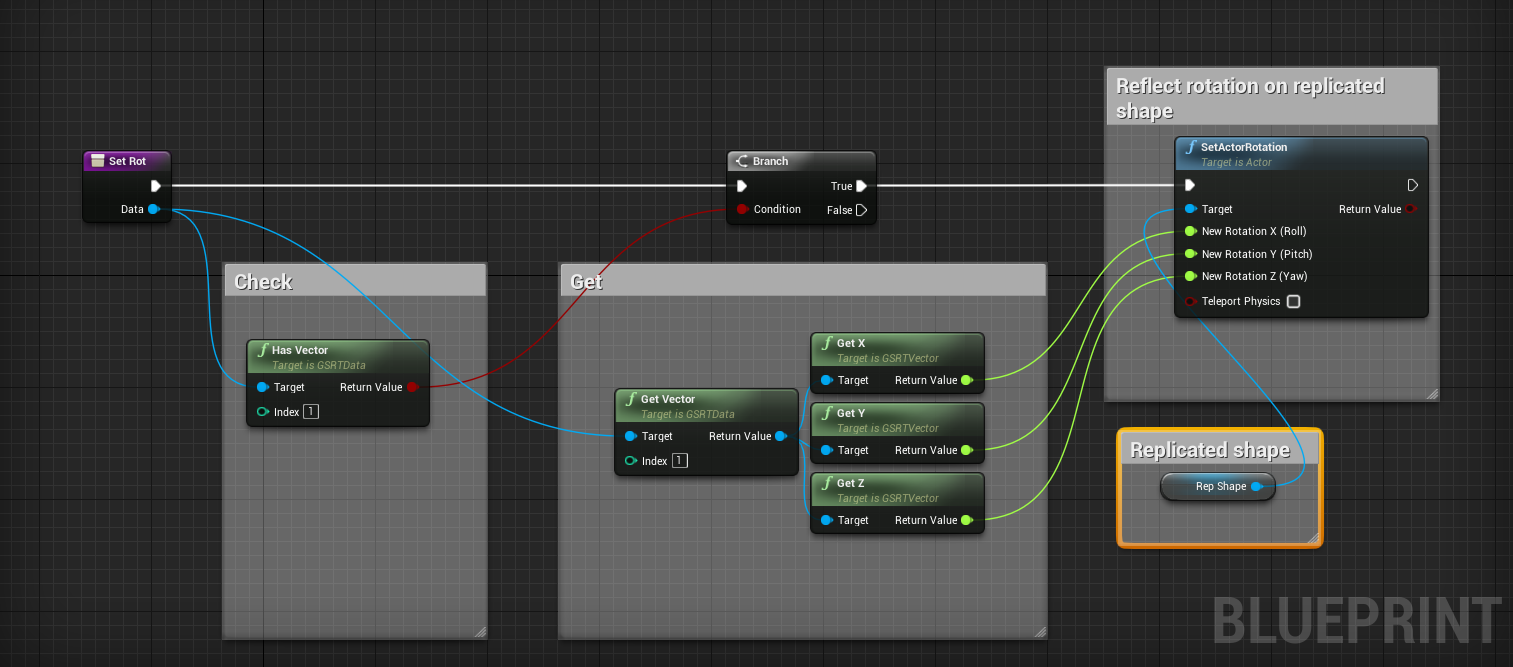 Reflect rotation on replicated
shape
SetActorRotation
Target is Actor
Target
Return Value
New Rotation X (Roll)
New Rotation Y (Pitch)
New Rotation Z (Yaw)
Teleport Physics
Set Rot
Data
Branch
True
Condition
False
Check
Has Vector
Target is GSRTData
Target
Return Value
Index 1
Get
Get Vector
Target is GSRTData
Target
Return Value
Index 1
Get X
Target is GSRTVector
Target
Return Value
Get Y
Target is GSRTVector
Target
Return Value
Get Z
Target is GSRTVector
Target
Return Value
Replicated shape
Rep Shape
BLUEPRINT